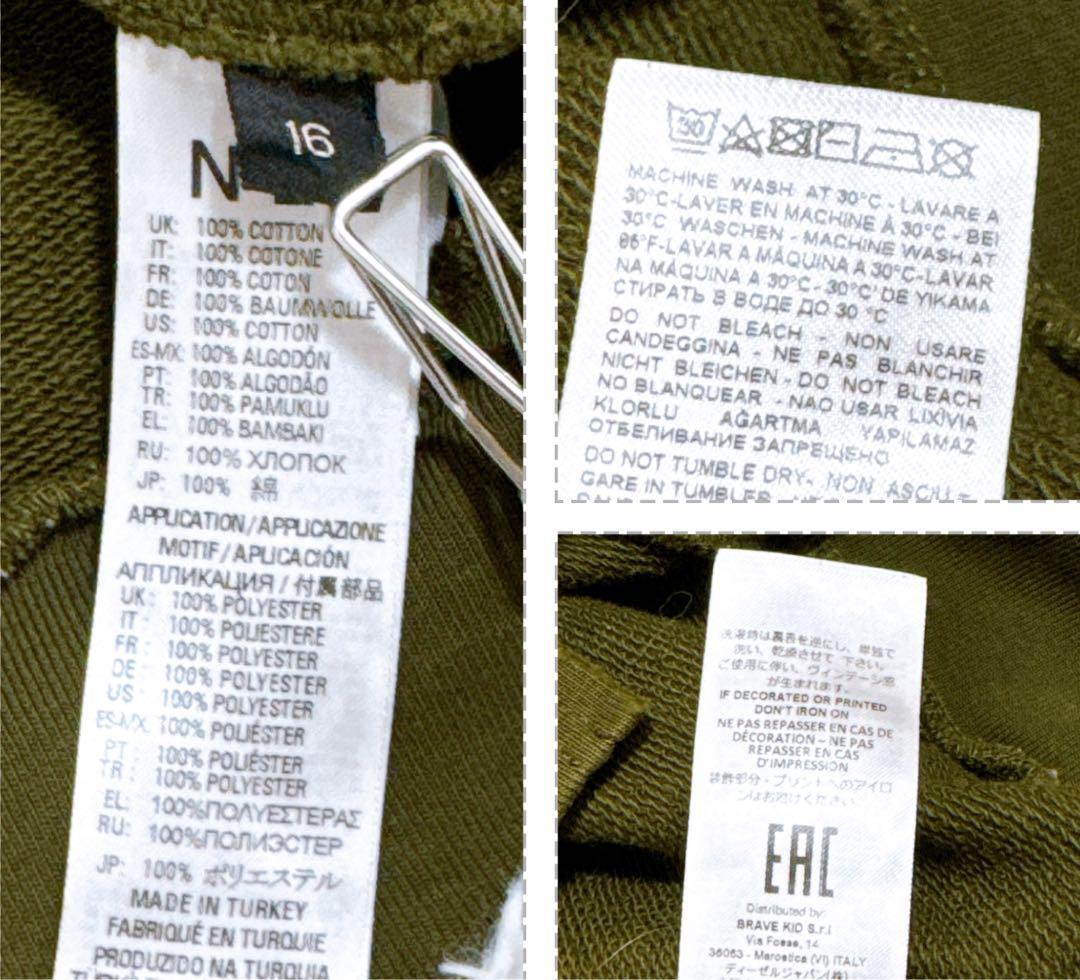 16
N
UK: 100% COTTON
IT: 100% COTONE
FR: 100% COTON
DE: 100% BAUMWOLLE
US: 100% COTTON
ES-MX: 100% ALGODÓN
PT: 100% ALGODÃO
TR: 100% PAMUKLU
EL: 100% BAMBAKI
RU: 100% ХЛОПОК
JP: 100% 綿
APPLICATION/APPLICAZIONE
MOTIF/APLICACIÓN
АППЛИКАЦИЯ / 付属部品
UK: 100% POLYESTER
IT: 100% POLIESTERE
FR: 100% POLYESTER
DE 100% POLYESTER
US: 100% POLYESTER
ES-MX: 100% POLIÉSTER
PT: 100% POLIÉSTER
TR: 100% POLYESTER
EL: 100%ΠΟΛΥΕΣΤΕΡΑΣ
RU: 100%ПОЛИЭСТЕР
JP: 100% ポリエステル
MADE IN TURKEY
FABRIQUÉ EN TURQUIE
PRODUZIDO NA TURQUIA
30
MACHINE WASH AT 30°C - LAVARE A
30°C-LAVER EN MACHINE À 30°C - BEI
30°C WASCHEN - MACHINE WASH AT
86°F-LAVAR A MÁQUINA A 30°C-LAVAR
NA MÁQUINA A 30°C - 30°C' DE YIKAMA
СТИРАТЬ В ВОДЕ ДО 30 °C
DO NOT BLEACH - NON USARE
CANDEGGINA - NE PAS BLANCHIR
NICHT BLEICHEN - DO NOT BLEACH
NO BLANQUEAR - NAO USAR LIXIVIA
KLORLU AĞARTMA YAPILAMAZ
ОТБЕЛИВАНИЕ ЗАПРЕЩЕНО
DO NOT TUMBLE DRY- NON ASCIU
GARE IN TUMBLER
洗濯時は裏表を逆にし、単独で
洗い、乾燥させて下さい。
ご使用に伴い、ヴィンテージ感
が生まれます。
IF DECORATED OR PRINTED
DON'T IRON ON
NE PAS REPASSER EN CAS DE
DÉCORATION - NE PAS
REPASSER EN CAS
D'IMPRESSION
装飾部分・プリントへのアイロ
ンはお避けください
EAC
Distributed by:
BRAVE KID S.r.l
Via Fosse, 14
36063 - Marostica (VI) ITALY
ディーゼルジャパン(株)